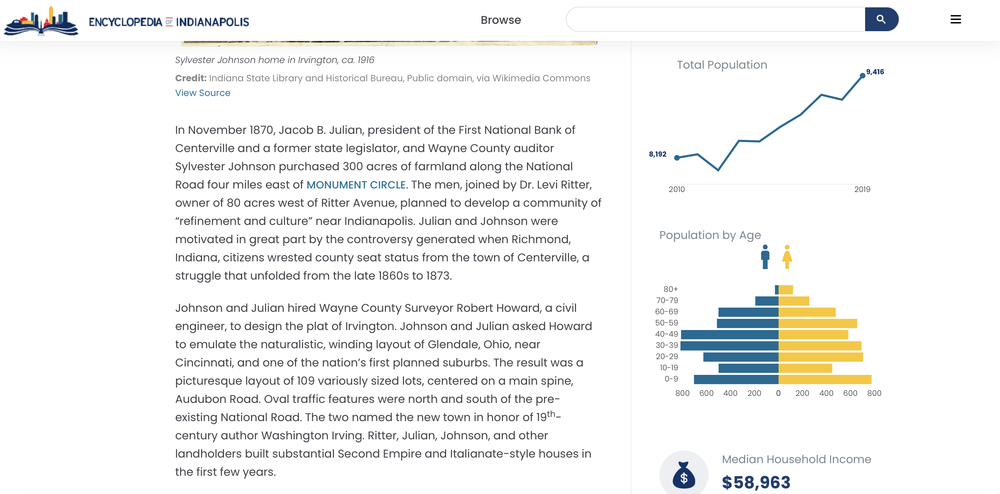 ENCYCLOPEDIA OF INDIANAPOLIS
Browse
Sylvester Johnson home in Irvington, ca. 1916
Credit: Indiana State Library and Historical Bureau, Public domain, via Wikimedia Commons
View Source
In November 1870, Jacob B. Julian, president of the First National Bank of
Centerville and a former state legislator, and Wayne County auditor
Sylvester Johnson purchased 300 acres of farmland along the National
Road four miles east of MONUMENT CIRCLE. The men, joined by Dr. Levi Ritter,
owner of 80 acres west of Ritter Avenue, planned to develop a community of
“refinement and culture” near Indianapolis. Julian and Johnson were
motivated in great part by the controversy generated when Richmond,
Indiana, citizens wrested county seat status from the town of Centerville, a
struggle that unfolded from the late 1860s to 1873.
Johnson and Julian hired Wayne County Surveyor Robert Howard, a civil
engineer, to design the plat of Irvington. Johnson and Julian asked Howard
to emulate the naturalistic, winding layout of Glendale, Ohio, near
Cincinnati, and one of the nation’s first planned suburbs. The result was a
picturesque layout of 109 variously sized lots, centered on a main spine,
Audubon Road. Oval traffic features were north and south of the pre-
existing National Road. The two named the new town in honor of 19th-
century author Washington Irving. Ritter, Julian, Johnson, and other
landholders built substantial Second Empire and Italianate-style houses in
the first few years.
Total Population
9,416
8,192
2010 2019
Population by Age
80+
70-79
60-69
50-59
40-49
30-39
20-29
10-19
0-9
800 600 400 200 0 200 400 600 800
Median Household Income
$
$58,963